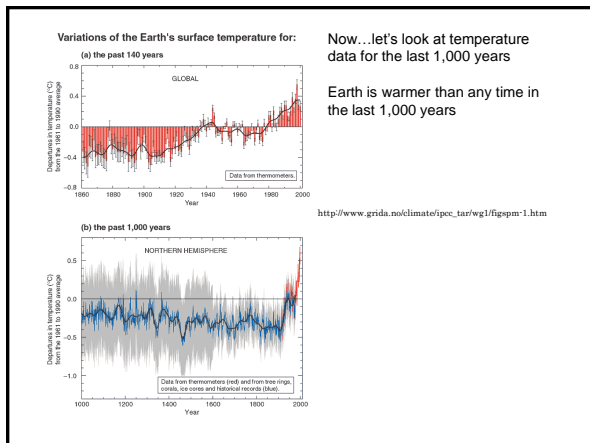 Variations of the Earth's surface temperature for:
(a) the past 140 years
GLOBAL
Departures in temperature (°C)
from the 1961 to 1990 average
0.8
0.4
0.0
−0.4
−0.8
Data from thermometers.
1860 1880 1900 1920 1940 1960 1980 2000
Year
(b) the past 1,000 years
NORTHERN HEMISPHERE
Departures in temperature (°C)
from the 1961 to 1990 average
0.5
0.0
−0.5
−1.0
Data from thermometers (red) and from tree rings,
corals, ice cores and historical records (blue).
1000 1200 1400 1600 1800 2000
Year
Now…let's look at temperature
data for the last 1,000 years
Earth is warmer than any time in
the last 1,000 years
http://www.grida.no/climate/ipcc_tar/wg1/figspm-1.htm